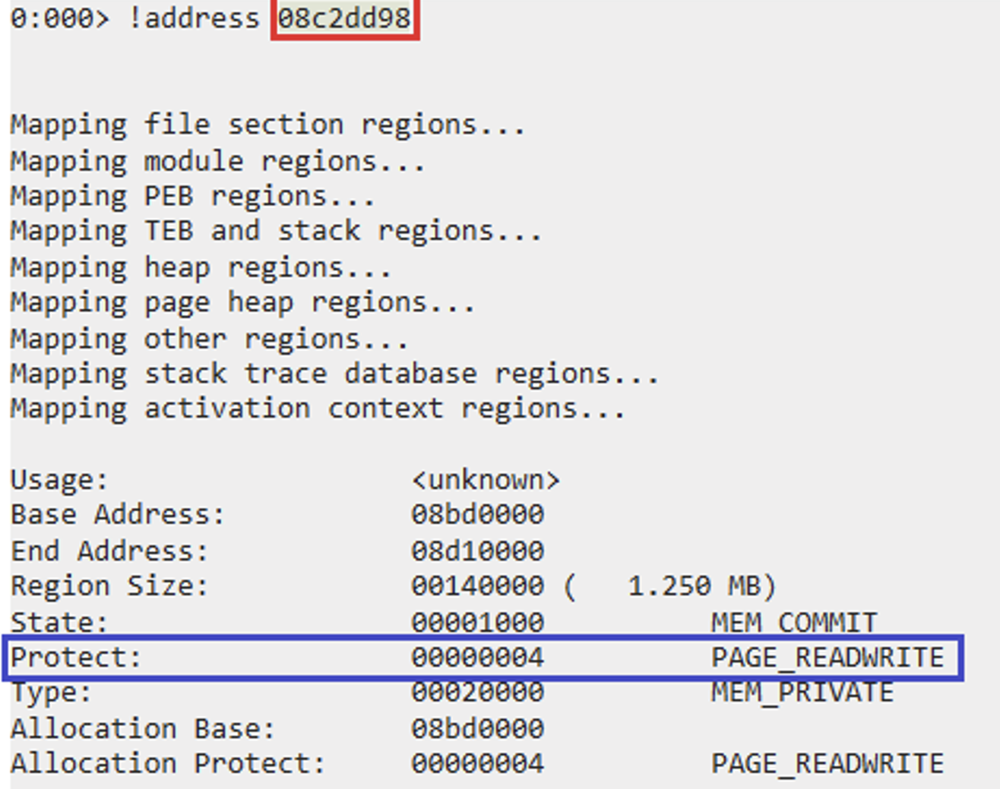 0:000> !address 08c2dd98
Mapping file section regions...
Mapping module regions...
Mapping PEB regions...
Mapping TEB and stack regions...
Mapping heap regions...
Mapping page heap regions...
Mapping other regions...
Mapping stack trace database regions...
Mapping activation context regions...
Usage: <unknown>
Base Address: 08bd0000
End Address: 08d10000
Region Size: 00140000 ( 1.250 MB)
State: 00001000 MEM_COMMIT
Protect: 00000004 PAGE_READWRITE
Type: 00020000 MEM_PRIVATE
Allocation Base: 08bd0000
Allocation Protect: 00000004 PAGE_READWRITE